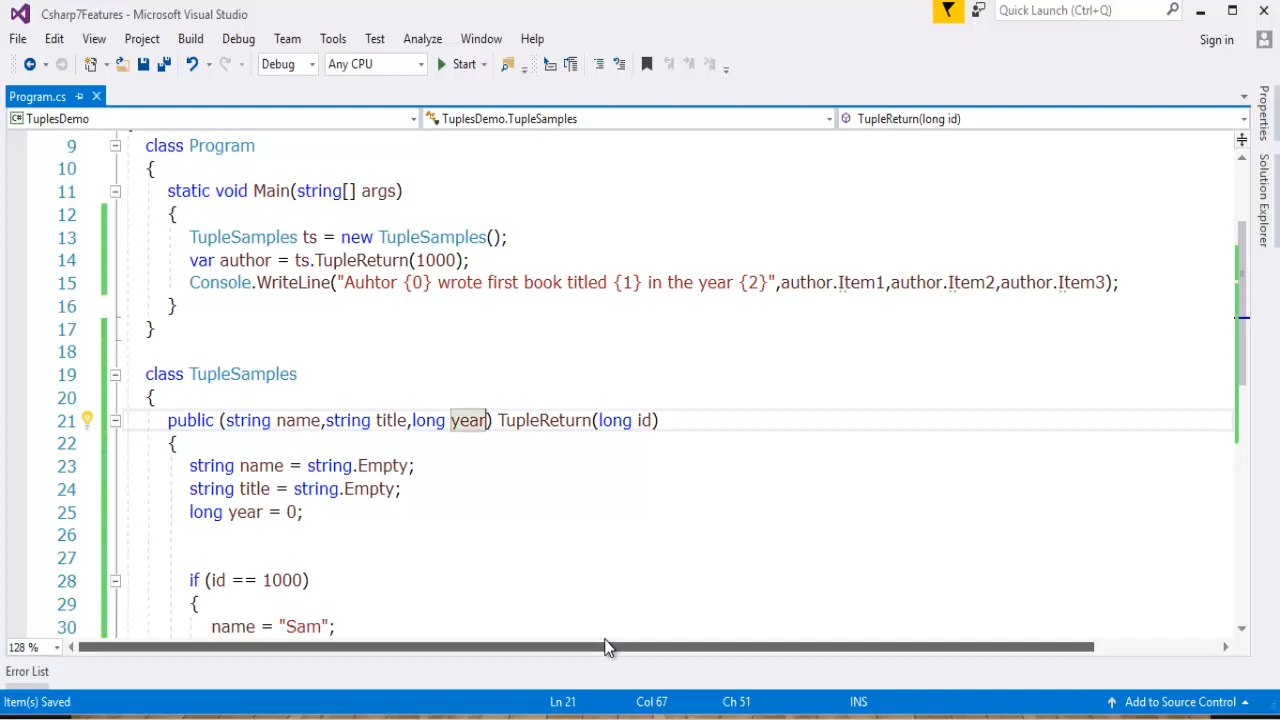 Csharp7Features - Microsoft Visual Studio
Quick Launch (Ctrl+Q)
File Edit View Project Build Debug Team Tools Test Analyze Window Help
Sign in
Debug Any CPU Start
Program.cs
TuplesDemo TuplesDemo.TupleSamples TupleReturn(long id)
9 class Program
10 {
11 static void Main(string[] args)
12 {
13 TupleSamples ts = new TupleSamples();
14 var author = ts.TupleReturn(1000);
15 Console.WriteLine("Auhtor {0} wrote first book titled {1} in the year {2}",author.Item1,author.Item2,author.Item3);
16 }
17 }
18
19 class TupleSamples
20 {
21 public (string name,string title,long year) TupleReturn(long id)
22 {
23 string name = string.Empty;
24 string title = string.Empty;
25 long year = 0;
26
27
28 if (id == 1000)
29 {
30 name = "Sam";
128 %
Error List
Item(s) Saved Ln 21 Col 67 Ch 51 INS Add to Source Control
Properties
Solution Explorer